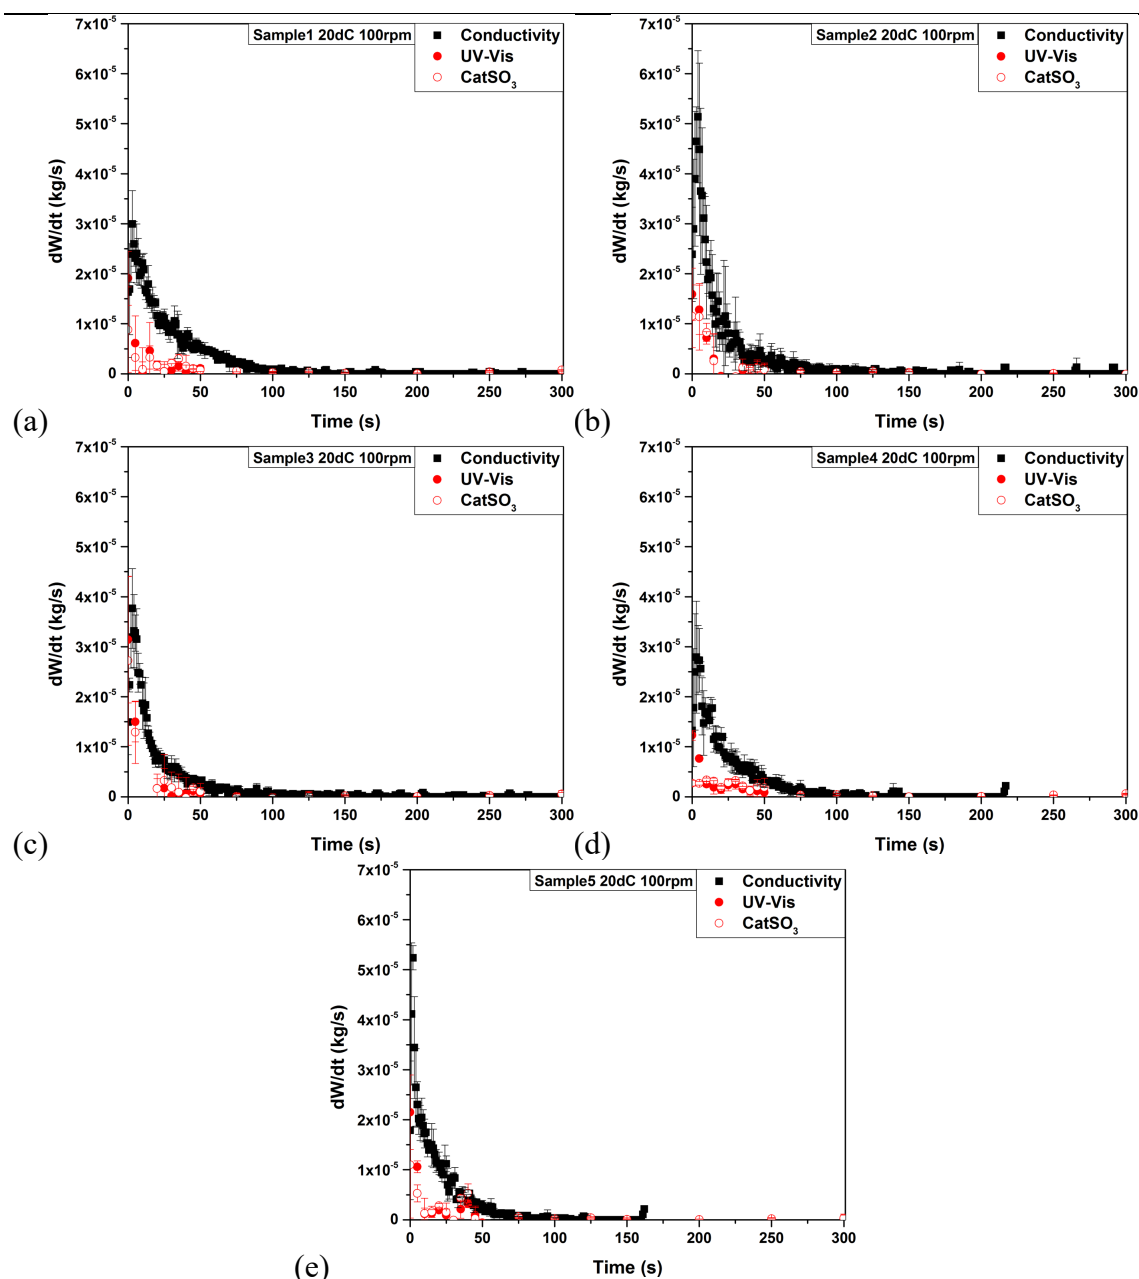 Sample1 20dC 100rpm
Conductivity
UV-Vis
CatSO₃
7x10⁻⁵
6x10⁻⁵
5x10⁻⁵
4x10⁻⁵
3x10⁻⁵
2x10⁻⁵
1x10⁻⁵
0
dW/dt (kg/s)
0 50 100 150 200 250 300
Time (s)
(a)
Sample2 20dC 100rpm
Conductivity
UV-Vis
CatSO₃
7x10⁻⁵
6x10⁻⁵
5x10⁻⁵
4x10⁻⁵
3x10⁻⁵
2x10⁻⁵
1x10⁻⁵
0
dW/dt (kg/s)
0 50 100 150 200 250 300
Time (s)
(b)
Sample3 20dC 100rpm
Conductivity
UV-Vis
CatSO₃
7x10⁻⁵
6x10⁻⁵
5x10⁻⁵
4x10⁻⁵
3x10⁻⁵
2x10⁻⁵
1x10⁻⁵
0
dW/dt (kg/s)
0 50 100 150 200 250 300
Time (s)
(c)
Sample4 20dC 100rpm
Conductivity
UV-Vis
CatSO₃
7x10⁻⁵
6x10⁻⁵
5x10⁻⁵
4x10⁻⁵
3x10⁻⁵
2x10⁻⁵
1x10⁻⁵
0
dW/dt (kg/s)
0 50 100 150 200 250 300
Time (s)
(d)
Sample5 20dC 100rpm
Conductivity
UV-Vis
CatSO₃
7x10⁻⁵
6x10⁻⁵
5x10⁻⁵
4x10⁻⁵
3x10⁻⁵
2x10⁻⁵
1x10⁻⁵
0
dW/dt (kg/s)
0 50 100 150 200 250 300
Time (s)
(e)